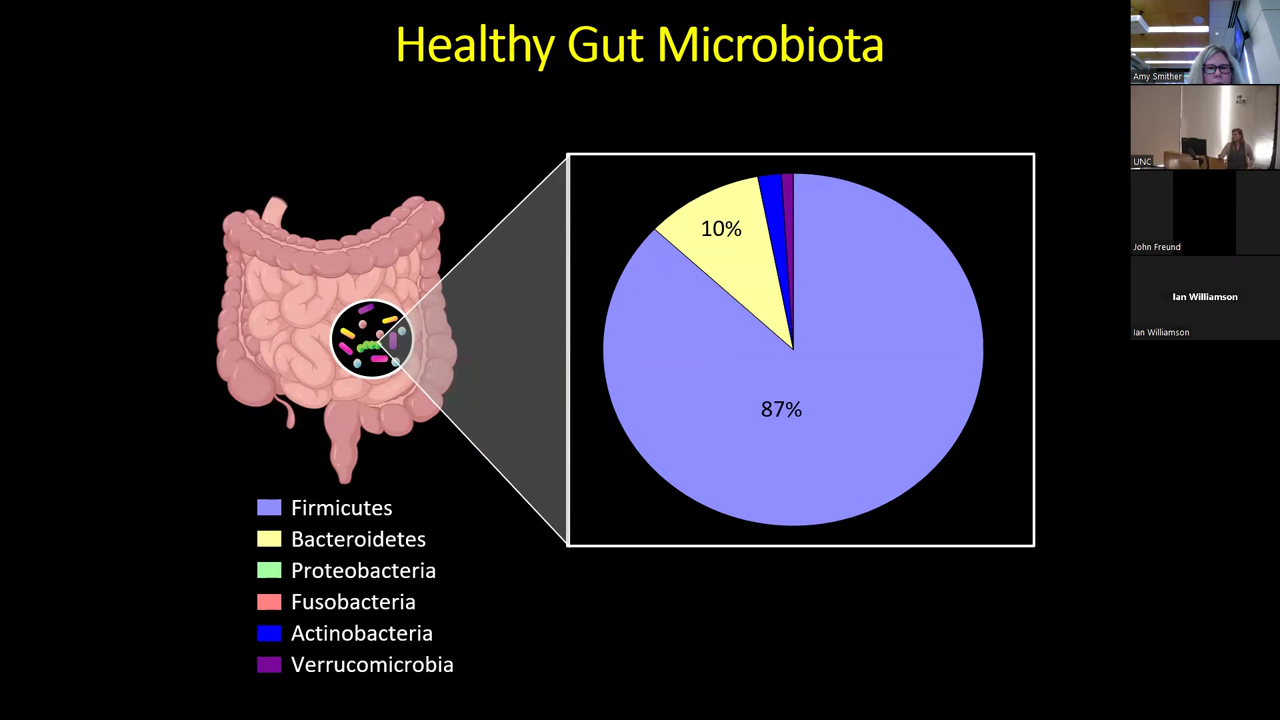 Healthy Gut Microbiota
10%
87%
Firmicutes
Bacteroidetes
Proteobacteria
Fusobacteria
Actinobacteria
Verrucomicrobia
Amy Smither
UNC
John Freund
Ian Williamson
Ian Williamson